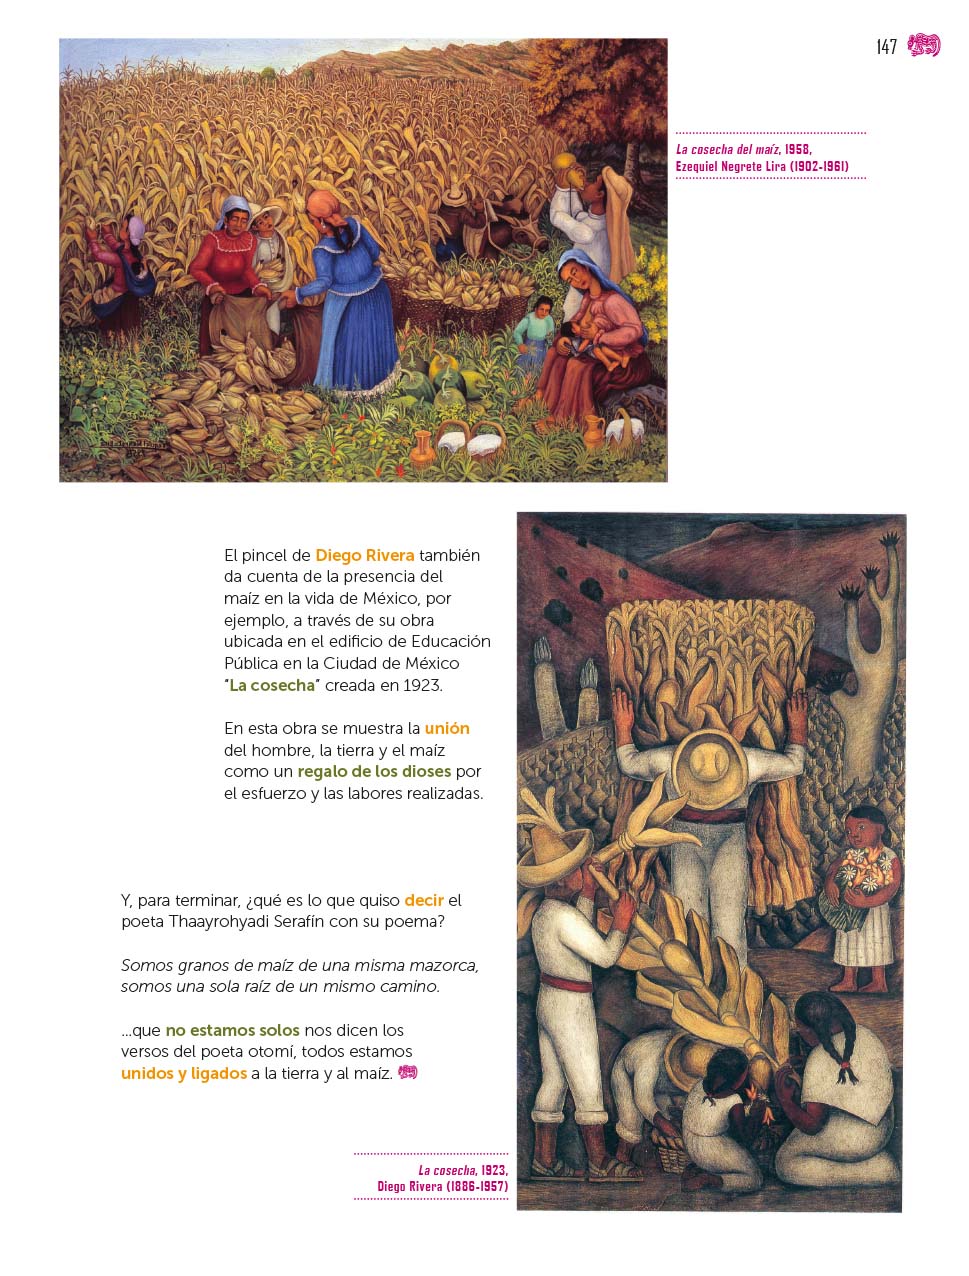 147
La cosecha del maíz, 1958,
Ezequiel Negrete Lira (1902-1961)
El pincel de Diego Rivera también
da cuenta de la presencia del
maíz en la vida de México, por
ejemplo, a través de su obra
ubicada en el edificio de Educación
Pública en la Ciudad de México
“La cosecha” creada en 1923.
En esta obra se muestra la unión
del hombre, la tierra y el maíz
como un regalo de los dioses por
el esfuerzo y las labores realizadas.
Y, para terminar, ¿qué es lo que quiso decir el
poeta Thaayrohyadi Serafín con su poema?
Somos granos de maíz de una misma mazorca,
somos una sola raíz de un mismo camino.
...que no estamos solos nos dicen los
versos del poeta otomí, todos estamos
unidos y ligados a la tierra y al maíz.
La cosecha, 1923,
Diego Rivera (1886-1957)